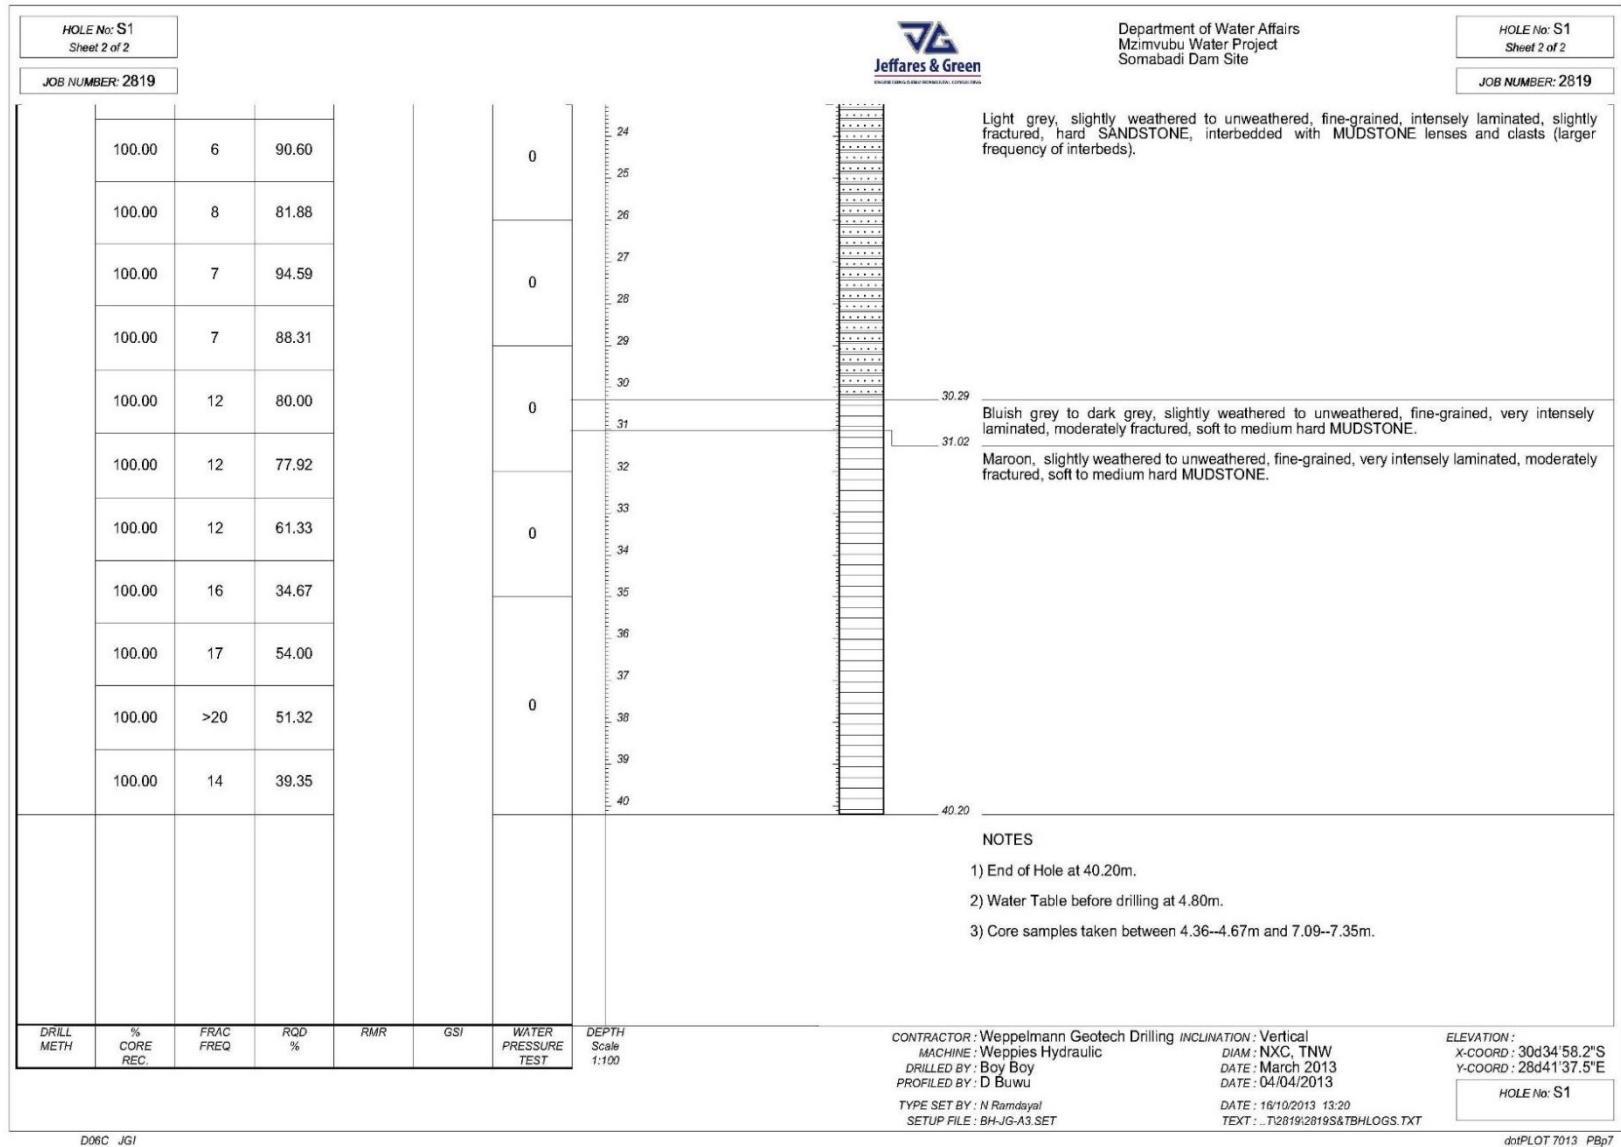 HOLE No: S1
Sheet 2 of 2
JOB NUMBER: 2819
JG
Jeffares & Green
Department of Water Affairs
Mzimvubu Water Project
Somabadi Dam Site
HOLE No: S1
Sheet 2 of 2
JOB NUMBER: 2819
100.00 6 90.60
100.00 8 81.88
100.00 7 94.59
100.00 7 88.31
100.00 12 80.00
100.00 12 77.92
100.00 12 61.33
100.00 16 34.67
100.00 17 54.00
100.00 >20 51.32
100.00 14 39.35
0
0
0
0
0
24
25
26
27
28
29
30
31
32
33
34
35
36
37
38
39
40
Light grey, slightly weathered to unweathered, fine-grained, intensely laminated, slightly
fractured, hard SANDSTONE, interbedded with MUDSTONE lenses and clasts (larger
frequency of interbeds).
30.29
Bluish grey to dark grey, slightly weathered to unweathered, fine-grained, very intensely
laminated, moderately fractured, soft to medium hard MUDSTONE.
31.02
Maroon, slightly weathered to unweathered, fine-grained, very intensely laminated, moderately
fractured, soft to medium hard MUDSTONE.
40.20
NOTES
1) End of Hole at 40.20m.
2) Water Table before drilling at 4.80m.
3) Core samples taken between 4.36--4.67m and 7.09--7.35m.
DRILL METH
% CORE REC.
FRAC FREQ
RQD %
RMR
GSI
WATER PRESSURE TEST
DEPTH Scale 1:100
CONTRACTOR : Weppelmann Geotech Drilling
MACHINE : Weppies Hydraulic
DRILLED BY : Boy Boy
PROFILED BY : D Buwu
TYPE SET BY : N Ramdayal
SETUP FILE : BH-JG-A3.SET
INCLINATION : Vertical
DIAM : NXC, TNW
DATE : March 2013
DATE : 04/04/2013
DATE : 16/10/2013 13:20
TEXT : ..T\2819\2819S&TBHLOGS.TXT
ELEVATION :
X-COORD : 30d34'58.2"S
Y-COORD : 28d41'37.5"E
HOLE No: S1
D06C JGI
dotPLOT 7013 PBp7